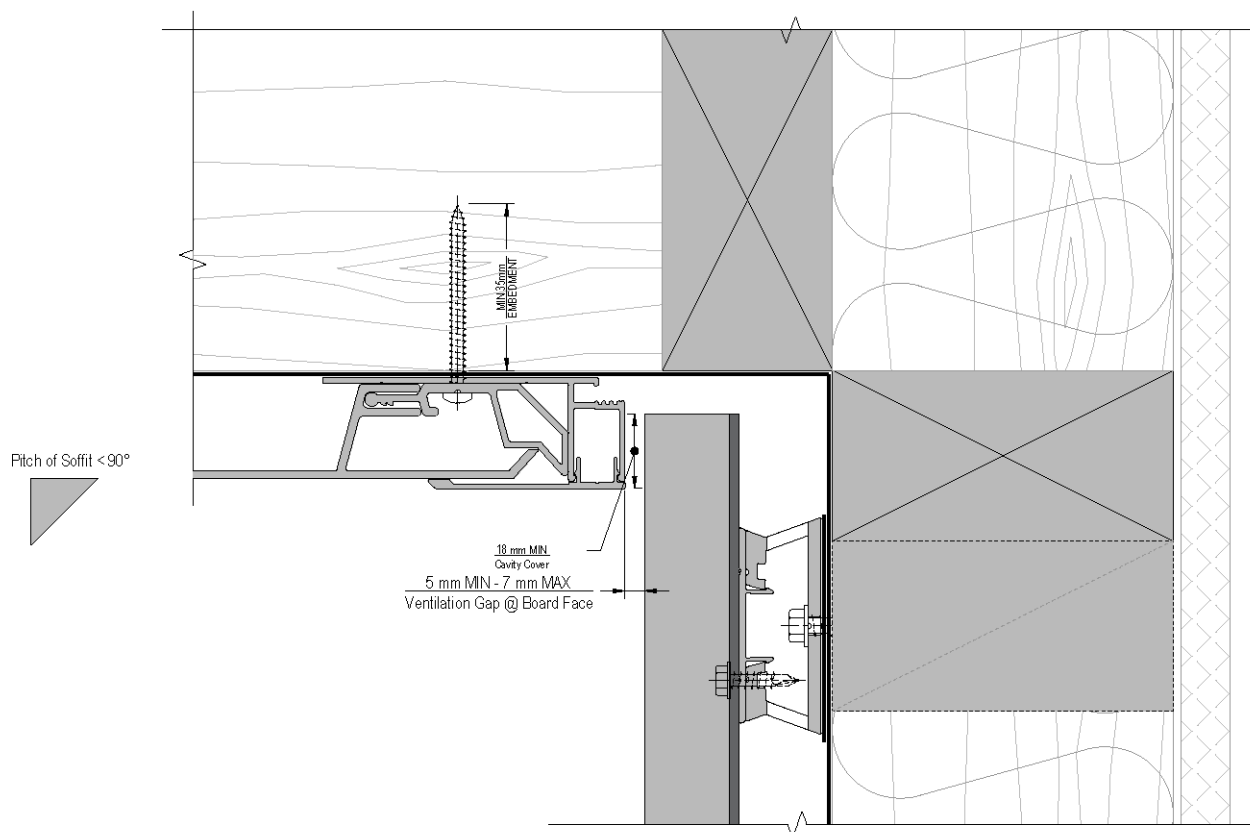 MIN 35mm
EMBEDMENT
Pitch of Soffit < 90°
18 mm MIN
Cavity Cover
5 mm MIN - 7 mm MAX
Ventilation Gap @ Board Face